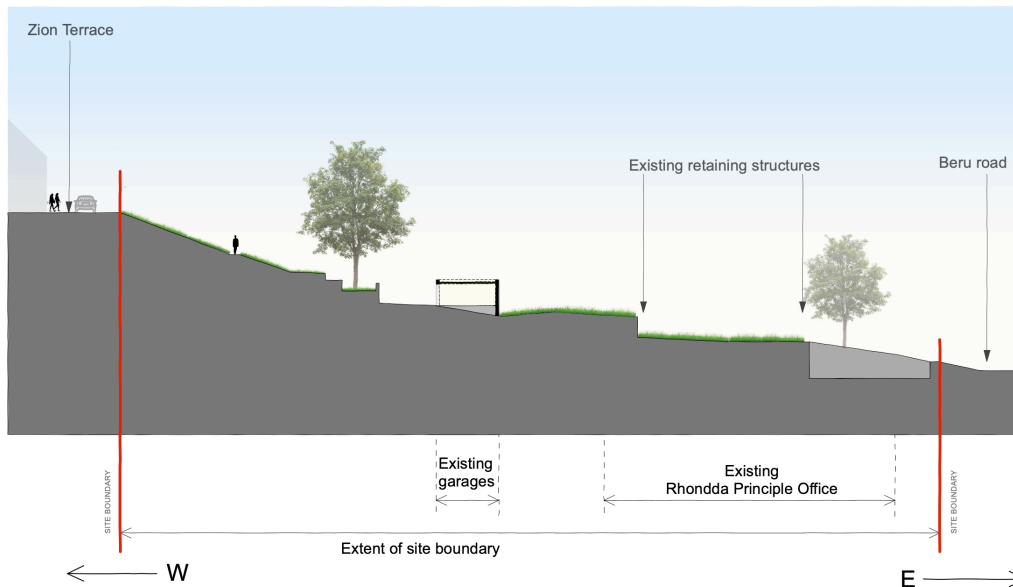 Zion Terrace
Existing retaining structures
Beru road
Existing
garages
Existing
Rhondda Principle Office
SITE BOUNDARY
SITE BOUNDARY
Extent of site boundary
W
E